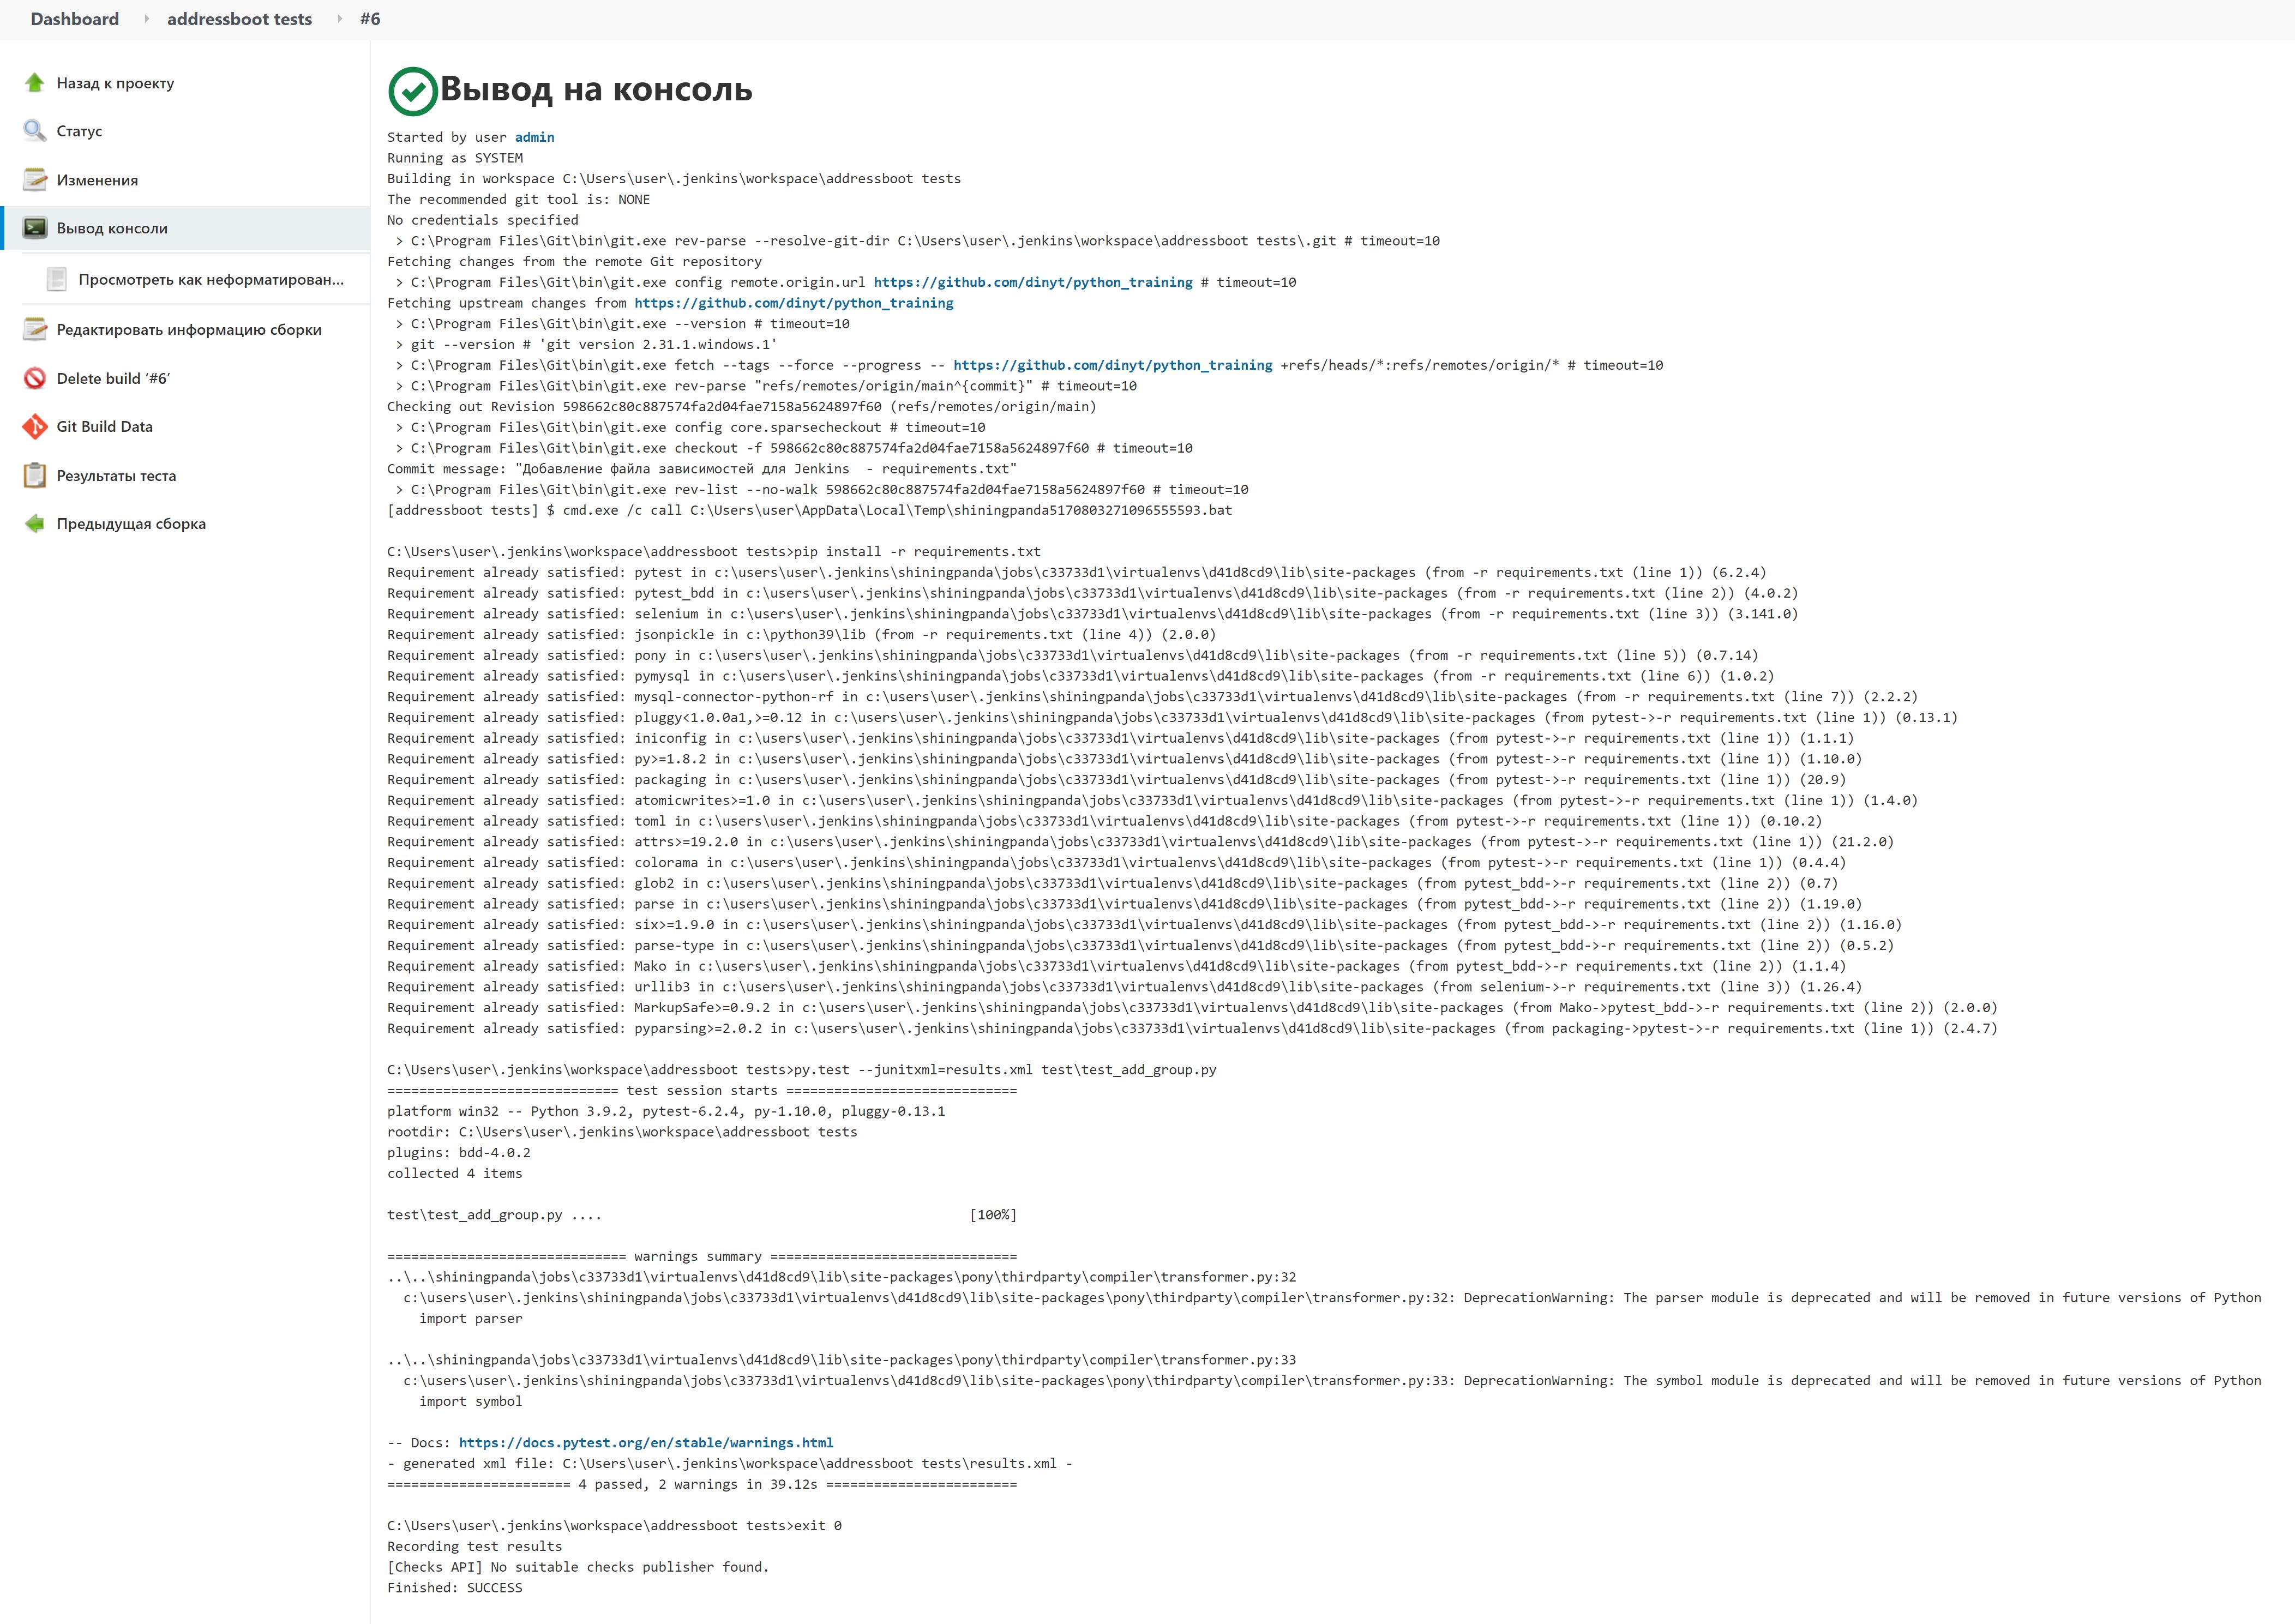 Dashboard
addressboot tests
#6
Назад к проекту
Статус
Изменения
Вывод консоли
Просмотреть как неформатирован...
Редактировать информацию сборки
Delete build ‘#6’
Git Build Data
Результаты теста
Предыдущая сборка
Вывод на консоль
Started by user admin
Running as SYSTEM
Building in workspace C:\Users\user\.jenkins\workspace\addressboot tests
The recommended git tool is: NONE
No credentials specified
 > C:\Program Files\Git\bin\git.exe rev-parse --resolve-git-dir C:\Users\user\.jenkins\workspace\addressboot tests\.git # timeout=10
Fetching changes from the remote Git repository
 > C:\Program Files\Git\bin\git.exe config remote.origin.url https://github.com/dinyt/python_training # timeout=10
Fetching upstream changes from https://github.com/dinyt/python_training
 > C:\Program Files\Git\bin\git.exe --version # timeout=10
 > git --version # 'git version 2.31.1.windows.1'
 > C:\Program Files\Git\bin\git.exe fetch --tags --force --progress -- https://github.com/dinyt/python_training +refs/heads/*:refs/remotes/origin/* # timeout=10
 > C:\Program Files\Git\bin\git.exe rev-parse "refs/remotes/origin/main^{commit}" # timeout=10
Checking out Revision 598662c80c887574fa2d04fae7158a5624897f60 (refs/remotes/origin/main)
 > C:\Program Files\Git\bin\git.exe config core.sparsecheckout # timeout=10
 > C:\Program Files\Git\bin\git.exe checkout -f 598662c80c887574fa2d04fae7158a5624897f60 # timeout=10
Commit message: "Добавление файла зависимостей для Jenkins  - requirements.txt"
 > C:\Program Files\Git\bin\git.exe rev-list --no-walk 598662c80c887574fa2d04fae7158a5624897f60 # timeout=10
[addressboot tests] $ cmd.exe /c call C:\Users\user\AppData\Local\Temp\shiningpanda5170803271096555593.bat
C:\Users\user\.jenkins\workspace\addressboot tests>pip install -r requirements.txt
Requirement already satisfied: pytest in c:\users\user\.jenkins\shiningpanda\jobs\c33733d1\virtualenvs\d41d8cd9\lib\site-packages (from -r requirements.txt (line 1)) (6.2.4)
Requirement already satisfied: pytest_bdd in c:\users\user\.jenkins\shiningpanda\jobs\c33733d1\virtualenvs\d41d8cd9\lib\site-packages (from -r requirements.txt (line 2)) (4.0.2)
Requirement already satisfied: selenium in c:\users\user\.jenkins\shiningpanda\jobs\c33733d1\virtualenvs\d41d8cd9\lib\site-packages (from -r requirements.txt (line 3)) (3.141.0)
Requirement already satisfied: jsonpickle in c:\python39\lib (from -r requirements.txt (line 4)) (2.0.0)
Requirement already satisfied: pony in c:\users\user\.jenkins\shiningpanda\jobs\c33733d1\virtualenvs\d41d8cd9\lib\site-packages (from -r requirements.txt (line 5)) (0.7.14)
Requirement already satisfied: pymysql in c:\users\user\.jenkins\shiningpanda\jobs\c33733d1\virtualenvs\d41d8cd9\lib\site-packages (from -r requirements.txt (line 6)) (1.0.2)
Requirement already satisfied: mysql-connector-python-rf in c:\users\user\.jenkins\shiningpanda\jobs\c33733d1\virtualenvs\d41d8cd9\lib\site-packages (from -r requirements.txt (line 7)) (2.2.2)
Requirement already satisfied: pluggy<1.0.0a1,>=0.12 in c:\users\user\.jenkins\shiningpanda\jobs\c33733d1\virtualenvs\d41d8cd9\lib\site-packages (from pytest->-r requirements.txt (line 1)) (0.13.1)
Requirement already satisfied: iniconfig in c:\users\user\.jenkins\shiningpanda\jobs\c33733d1\virtualenvs\d41d8cd9\lib\site-packages (from pytest->-r requirements.txt (line 1)) (1.1.1)
Requirement already satisfied: py>=1.8.2 in c:\users\user\.jenkins\shiningpanda\jobs\c33733d1\virtualenvs\d41d8cd9\lib\site-packages (from pytest->-r requirements.txt (line 1)) (1.10.0)
Requirement already satisfied: packaging in c:\users\user\.jenkins\shiningpanda\jobs\c33733d1\virtualenvs\d41d8cd9\lib\site-packages (from pytest->-r requirements.txt (line 1)) (20.9)
Requirement already satisfied: atomicwrites>=1.0 in c:\users\user\.jenkins\shiningpanda\jobs\c33733d1\virtualenvs\d41d8cd9\lib\site-packages (from pytest->-r requirements.txt (line 1)) (1.4.0)
Requirement already satisfied: toml in c:\users\user\.jenkins\shiningpanda\jobs\c33733d1\virtualenvs\d41d8cd9\lib\site-packages (from pytest->-r requirements.txt (line 1)) (0.10.2)
Requirement already satisfied: attrs>=19.2.0 in c:\users\user\.jenkins\shiningpanda\jobs\c33733d1\virtualenvs\d41d8cd9\lib\site-packages (from pytest->-r requirements.txt (line 1)) (21.2.0)
Requirement already satisfied: colorama in c:\users\user\.jenkins\shiningpanda\jobs\c33733d1\virtualenvs\d41d8cd9\lib\site-packages (from pytest->-r requirements.txt (line 1)) (0.4.4)
Requirement already satisfied: glob2 in c:\users\user\.jenkins\shiningpanda\jobs\c33733d1\virtualenvs\d41d8cd9\lib\site-packages (from pytest_bdd->-r requirements.txt (line 2)) (0.7)
Requirement already satisfied: parse in c:\users\user\.jenkins\shiningpanda\jobs\c33733d1\virtualenvs\d41d8cd9\lib\site-packages (from pytest_bdd->-r requirements.txt (line 2)) (1.19.0)
Requirement already satisfied: six>=1.9.0 in c:\users\user\.jenkins\shiningpanda\jobs\c33733d1\virtualenvs\d41d8cd9\lib\site-packages (from pytest_bdd->-r requirements.txt (line 2)) (1.16.0)
Requirement already satisfied: parse-type in c:\users\user\.jenkins\shiningpanda\jobs\c33733d1\virtualenvs\d41d8cd9\lib\site-packages (from pytest_bdd->-r requirements.txt (line 2)) (0.5.2)
Requirement already satisfied: Mako in c:\users\user\.jenkins\shiningpanda\jobs\c33733d1\virtualenvs\d41d8cd9\lib\site-packages (from pytest_bdd->-r requirements.txt (line 2)) (1.1.4)
Requirement already satisfied: urllib3 in c:\users\user\.jenkins\shiningpanda\jobs\c33733d1\virtualenvs\d41d8cd9\lib\site-packages (from selenium->-r requirements.txt (line 3)) (1.26.4)
Requirement already satisfied: MarkupSafe>=0.9.2 in c:\users\user\.jenkins\shiningpanda\jobs\c33733d1\virtualenvs\d41d8cd9\lib\site-packages (from Mako->pytest_bdd->-r requirements.txt (line 2)) (2.0.0)
Requirement already satisfied: pyparsing>=2.0.2 in c:\users\user\.jenkins\shiningpanda\jobs\c33733d1\virtualenvs\d41d8cd9\lib\site-packages (from packaging->pytest->-r requirements.txt (line 1)) (2.4.7)
C:\Users\user\.jenkins\workspace\addressboot tests>py.test --junitxml=results.xml test\test_add_group.py
============================= test session starts =============================
platform win32 -- Python 3.9.2, pytest-6.2.4, py-1.10.0, pluggy-0.13.1
rootdir: C:\Users\user\.jenkins\workspace\addressboot tests
plugins: bdd-4.0.2
collected 4 items
test\test_add_group.py ....                                              [100%]
============================== warnings summary ===============================
..\..\shiningpanda\jobs\c33733d1\virtualenvs\d41d8cd9\lib\site-packages\pony\thirdparty\compiler\transformer.py:32
  c:\users\user\.jenkins\shiningpanda\jobs\c33733d1\virtualenvs\d41d8cd9\lib\site-packages\pony\thirdparty\compiler\transformer.py:32: DeprecationWarning: The parser module is deprecated and will be removed in future versions of Python
    import parser
..\..\shiningpanda\jobs\c33733d1\virtualenvs\d41d8cd9\lib\site-packages\pony\thirdparty\compiler\transformer.py:33
  c:\users\user\.jenkins\shiningpanda\jobs\c33733d1\virtualenvs\d41d8cd9\lib\site-packages\pony\thirdparty\compiler\transformer.py:33: DeprecationWarning: The symbol module is deprecated and will be removed in future versions of Python
    import symbol
-- Docs: https://docs.pytest.org/en/stable/warnings.html
- generated xml file: C:\Users\user\.jenkins\workspace\addressboot tests\results.xml -
======================= 4 passed, 2 warnings in 39.12s ========================
C:\Users\user\.jenkins\workspace\addressboot tests>exit 0
Recording test results
[Checks API] No suitable checks publisher found.
Finished: SUCCESS